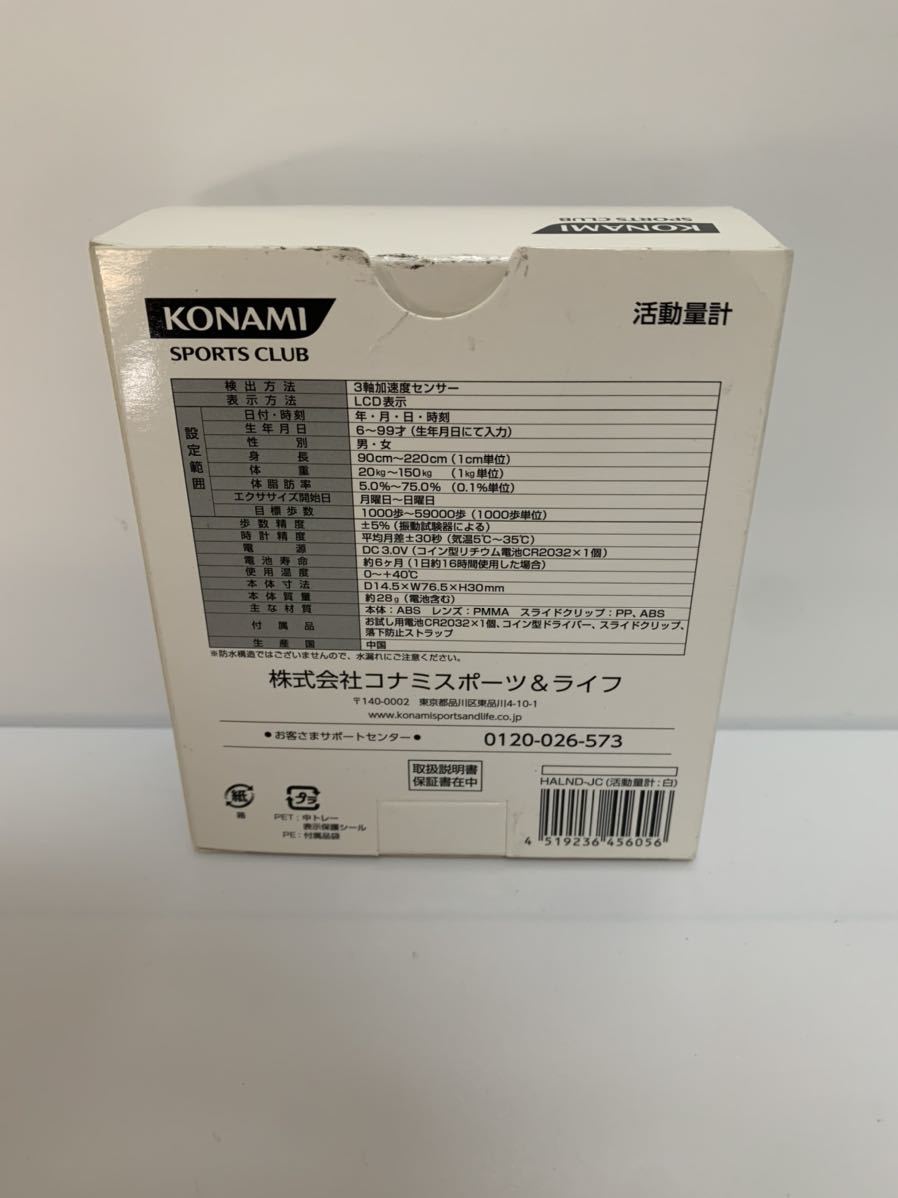 KONAMI
SPORTS CLUB
KONAMI
SPORTS CLUB
活動量計
検出方法 3軸加速度センサー
表示方法 LCD表示
設定範囲
日付・時刻 年・月・日・時刻
生年月日 6〜99才(生年月日にて入力)
性別 男・女
身長 90cm〜220cm(1cm単位)
体重 20kg〜150kg (1kg単位)
体脂肪率 5.0%〜75.0% (0.1%単位)
エクササイズ開始日 月曜日〜日曜日
目標歩数 1000歩〜59000歩(1000歩単位)
歩数精度 ±5%(振動試験器による)
時計精度 平均月差±30秒(気温5℃〜35℃)
電源 DC3.0V(コイン型リチウム電池CR2032×1個)
電池寿命 約6ヶ月(1日約16時間使用した場合)
使用温度 0〜+40℃
本体寸法 D14.5×W76.5×H30mm
本体質量 約28g(電池含む)
主な材質 本体:ABS レンズ:PMMA スライドクリップ:PP、ABS
付属品 お試し用電池CR2032×1個、コイン型ドライバー、スライドクリップ、
落下防止ストラップ
生産国 中国
※防水構造ではございませんので、水漏れにご注意ください。
株式会社コナミスポーツ&ライフ
〒140-0002 東京都品川区東品川4-10-1
www.konamisportsandlife.co.jp
●お客さまサポートセンター● 0120-026-573
取扱説明書
保証書在中
HALND-JC(活動量計:白)
紙
箱
プラ
PET:中トレー
表示保護シール
PE:付属品袋
4 519236 456056